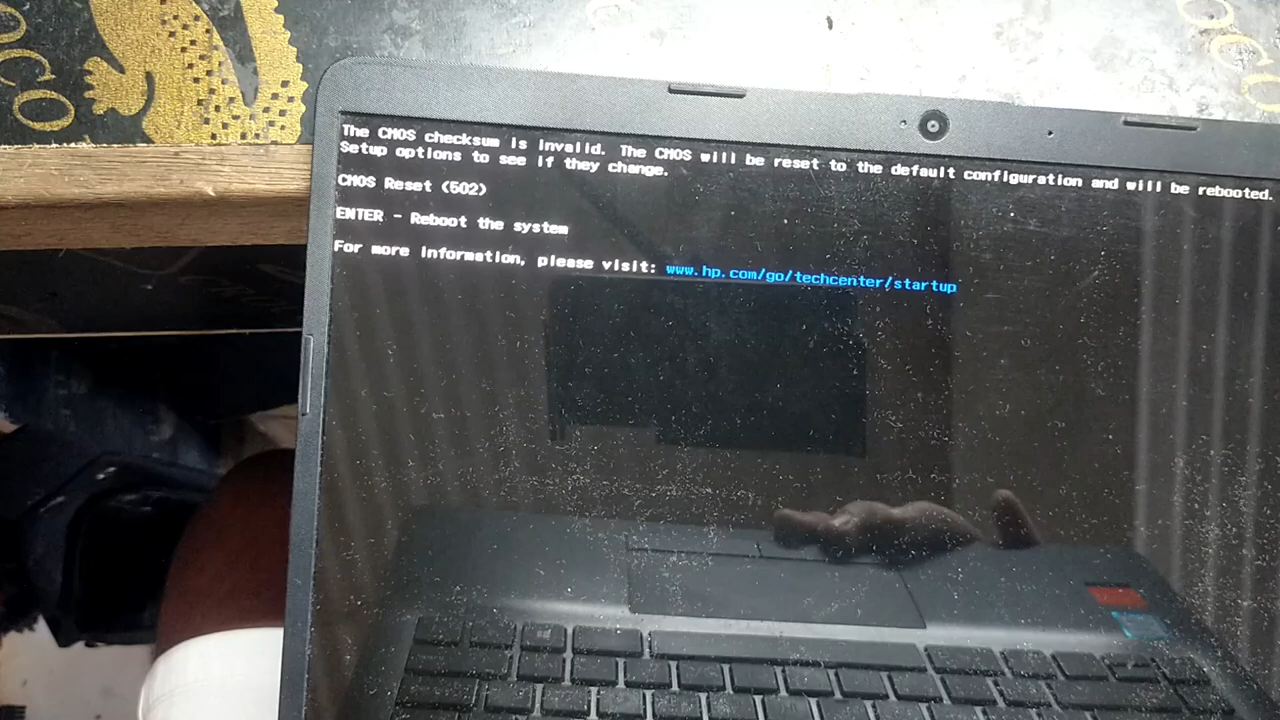 The CMOS checksum is invalid. The CMOS will be reset to the default configuration and will be rebooted.
Setup options to see if they change.
CMOS Reset (502)
ENTER - Reboot the system
For more information, please visit: www.hp.com/go/techcenter/startup